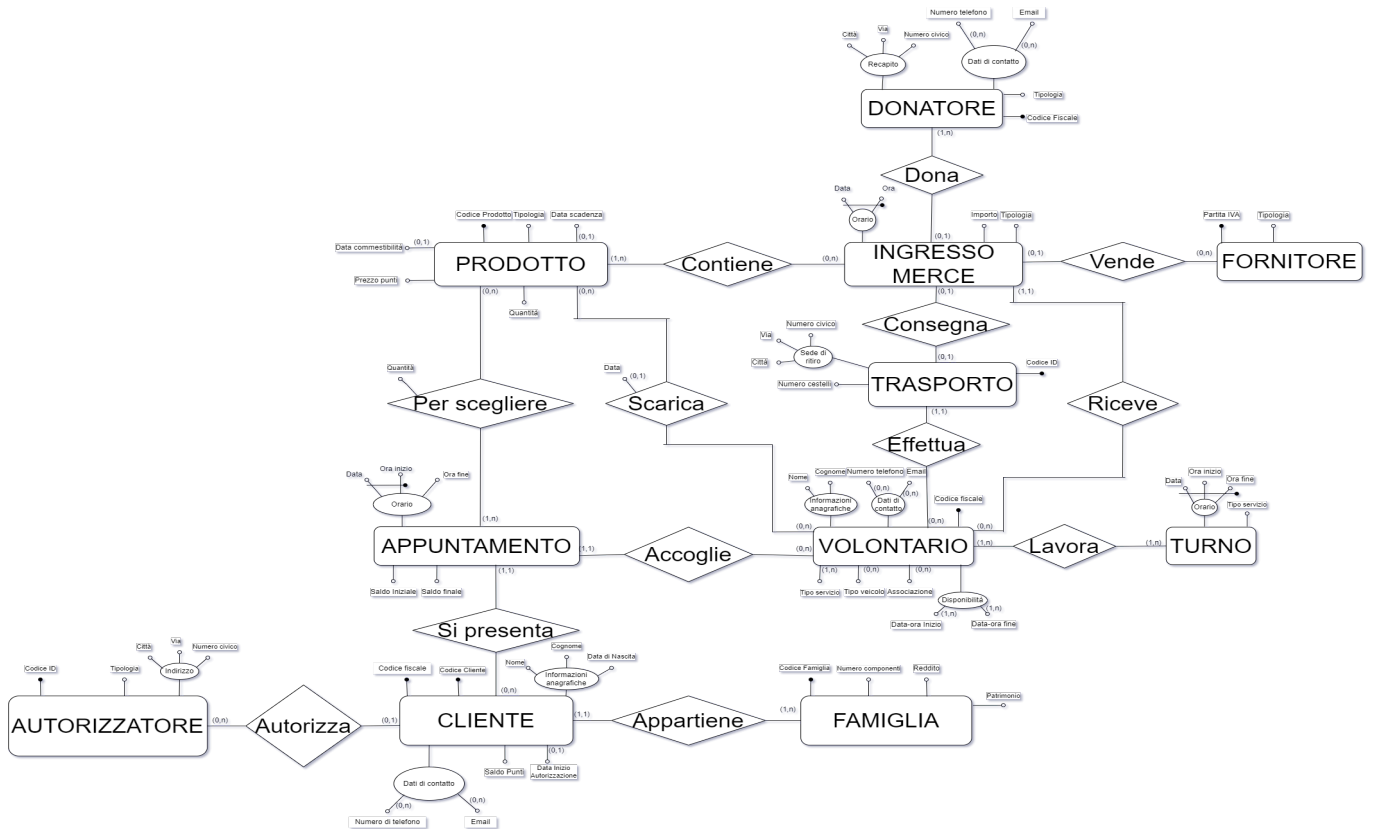 Numero telefono
Email
Via
Città
Numero civico
(0,n)
(0,n)
Recapito
Dati di contatto
Tipologia
DONATORE
Codice Fiscale
(1,n)
Dona
Data
Ora
Orario
Codice Prodotto
Tipologia
Data scadenza
Importo
Tipologia
Partita IVA
Tipologia
(0,1)
(0,1)
(0,1)
Data commestibilità
PRODOTTO
(1,n)
Contiene
(0,n)
INGRESSO
MERCE
(0,1)
Vende
(0,n)
FORNITORE
Prezzo punti
(0,n)
(0,n)
(0,1)
(1,1)
Quantità
Consegna
Numero civico
Via
Sede di
ritiro
Città
(0,1)
Codice ID
Quantità
Data
(0,1)
Numero cestelli
TRASPORTO
Per scegliere
Scarica
Riceve
(1,1)
Effettua
Data
Ora inizio
Ora fine
Orario
Nome
Cognome
Numero telefono
Email
(0,n)
(0,n)
Informazioni
anagrafiche
Dati di
contatto
Codice fiscale
Data
Ora inizio
Ora fine
Orario
Tipo servizio
(1,n)
(0,n)
(0,n)
(0,n)
APPUNTAMENTO
(1,1)
Accoglie
(0,n)
VOLONTARIO
(1,n)
Lavora
(1,n)
TURNO
(1,1)
(1,n)
(0,n)
(0,n)
Saldo Iniziale
Saldo finale
Tipo servizio
Tipo veicolo
Associazione
Disponibilità
(1,n)
(1,n)
Data-ora Inizio
Data-ora fine
Si presenta
Città
Via
Numero civico
Indirizzo
Cognome
Nome
Data di Nascita
Informazioni
anagrafiche
Codice ID
Tipologia
Codice fiscale
Codice Cliente
Codice Famiglia
Numero componenti
Reddito
(0,n)
Patrimonio
AUTORIZZATORE
(0,n)
Autorizza
(0,1)
CLIENTE
(1,1)
Appartiene
(1,n)
FAMIGLIA
(0,1)
Saldo Punti
Data Inizio
Autorizzazione
Dati di contatto
(0,n)
(0,n)
Numero di telefono
Email